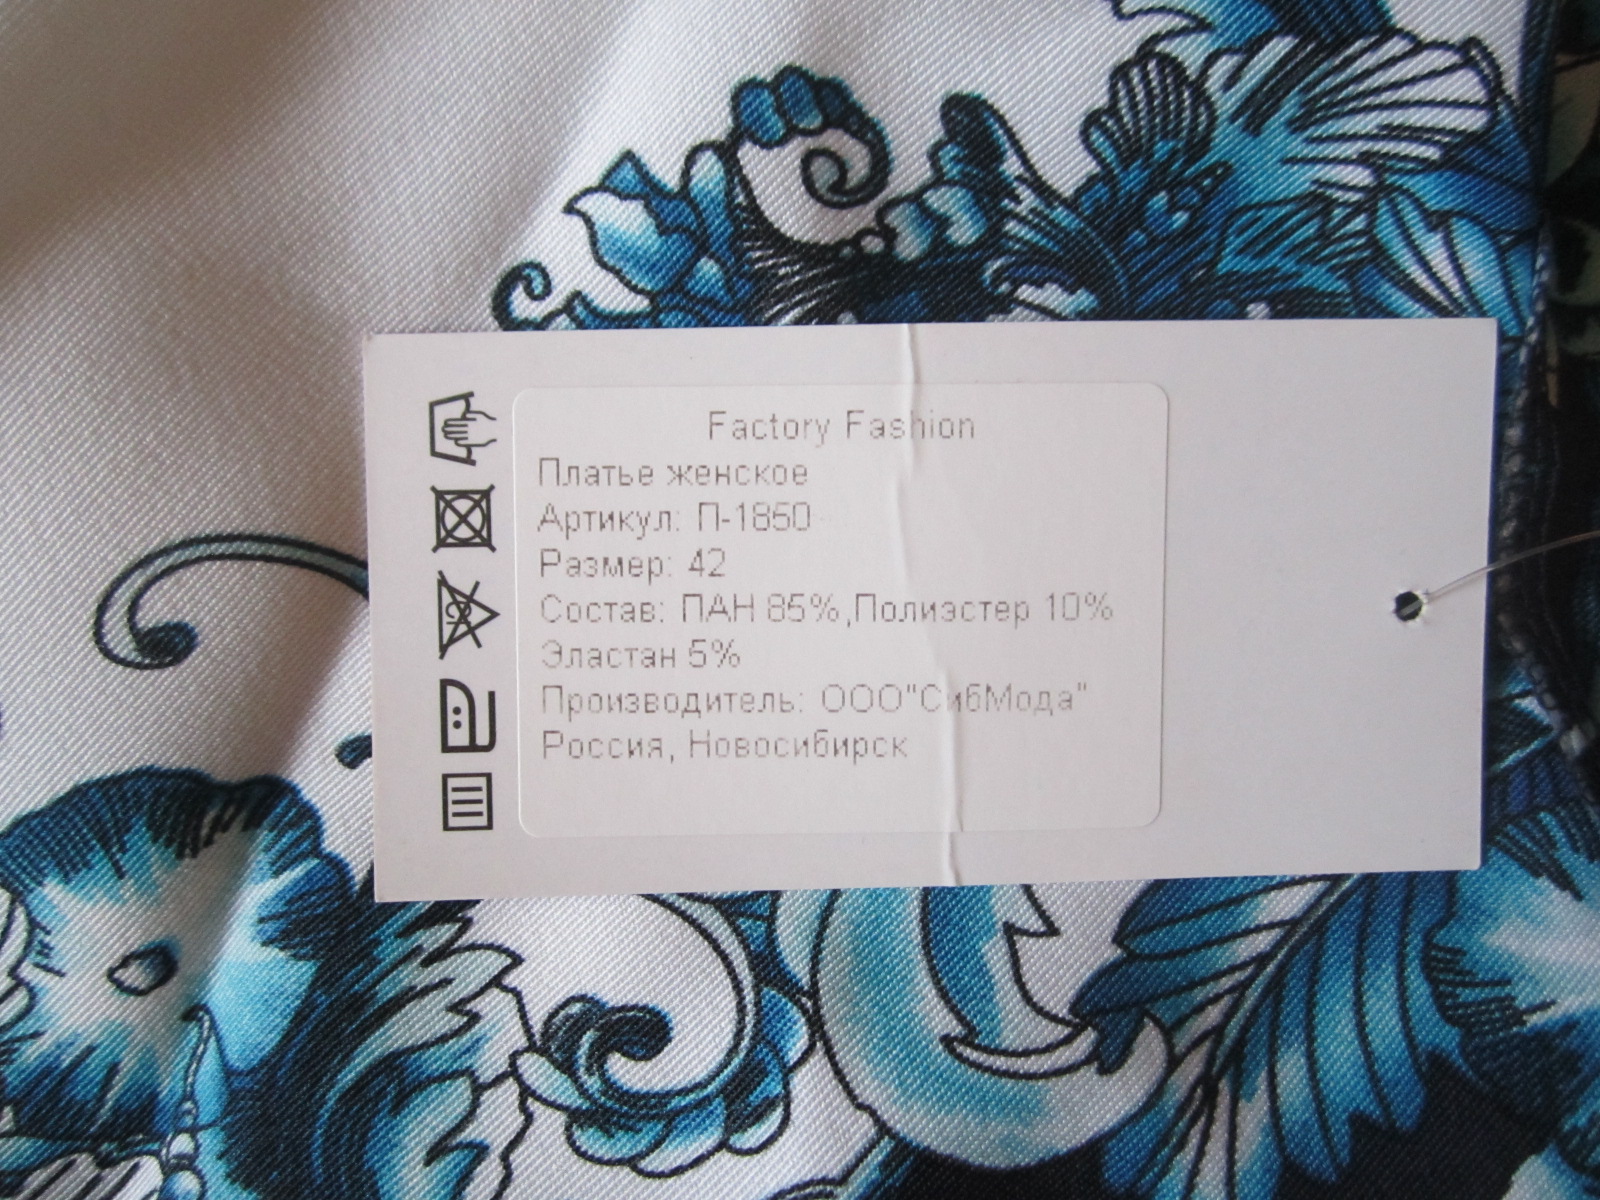 Factory Fashion
Платье женское
Артикул: П-1850
Размер: 42
Состав: ПАН 85%,Полиэстер 10%
Эластан 5%
Производитель: ООО"СибМода"
Россия, Новосибирск